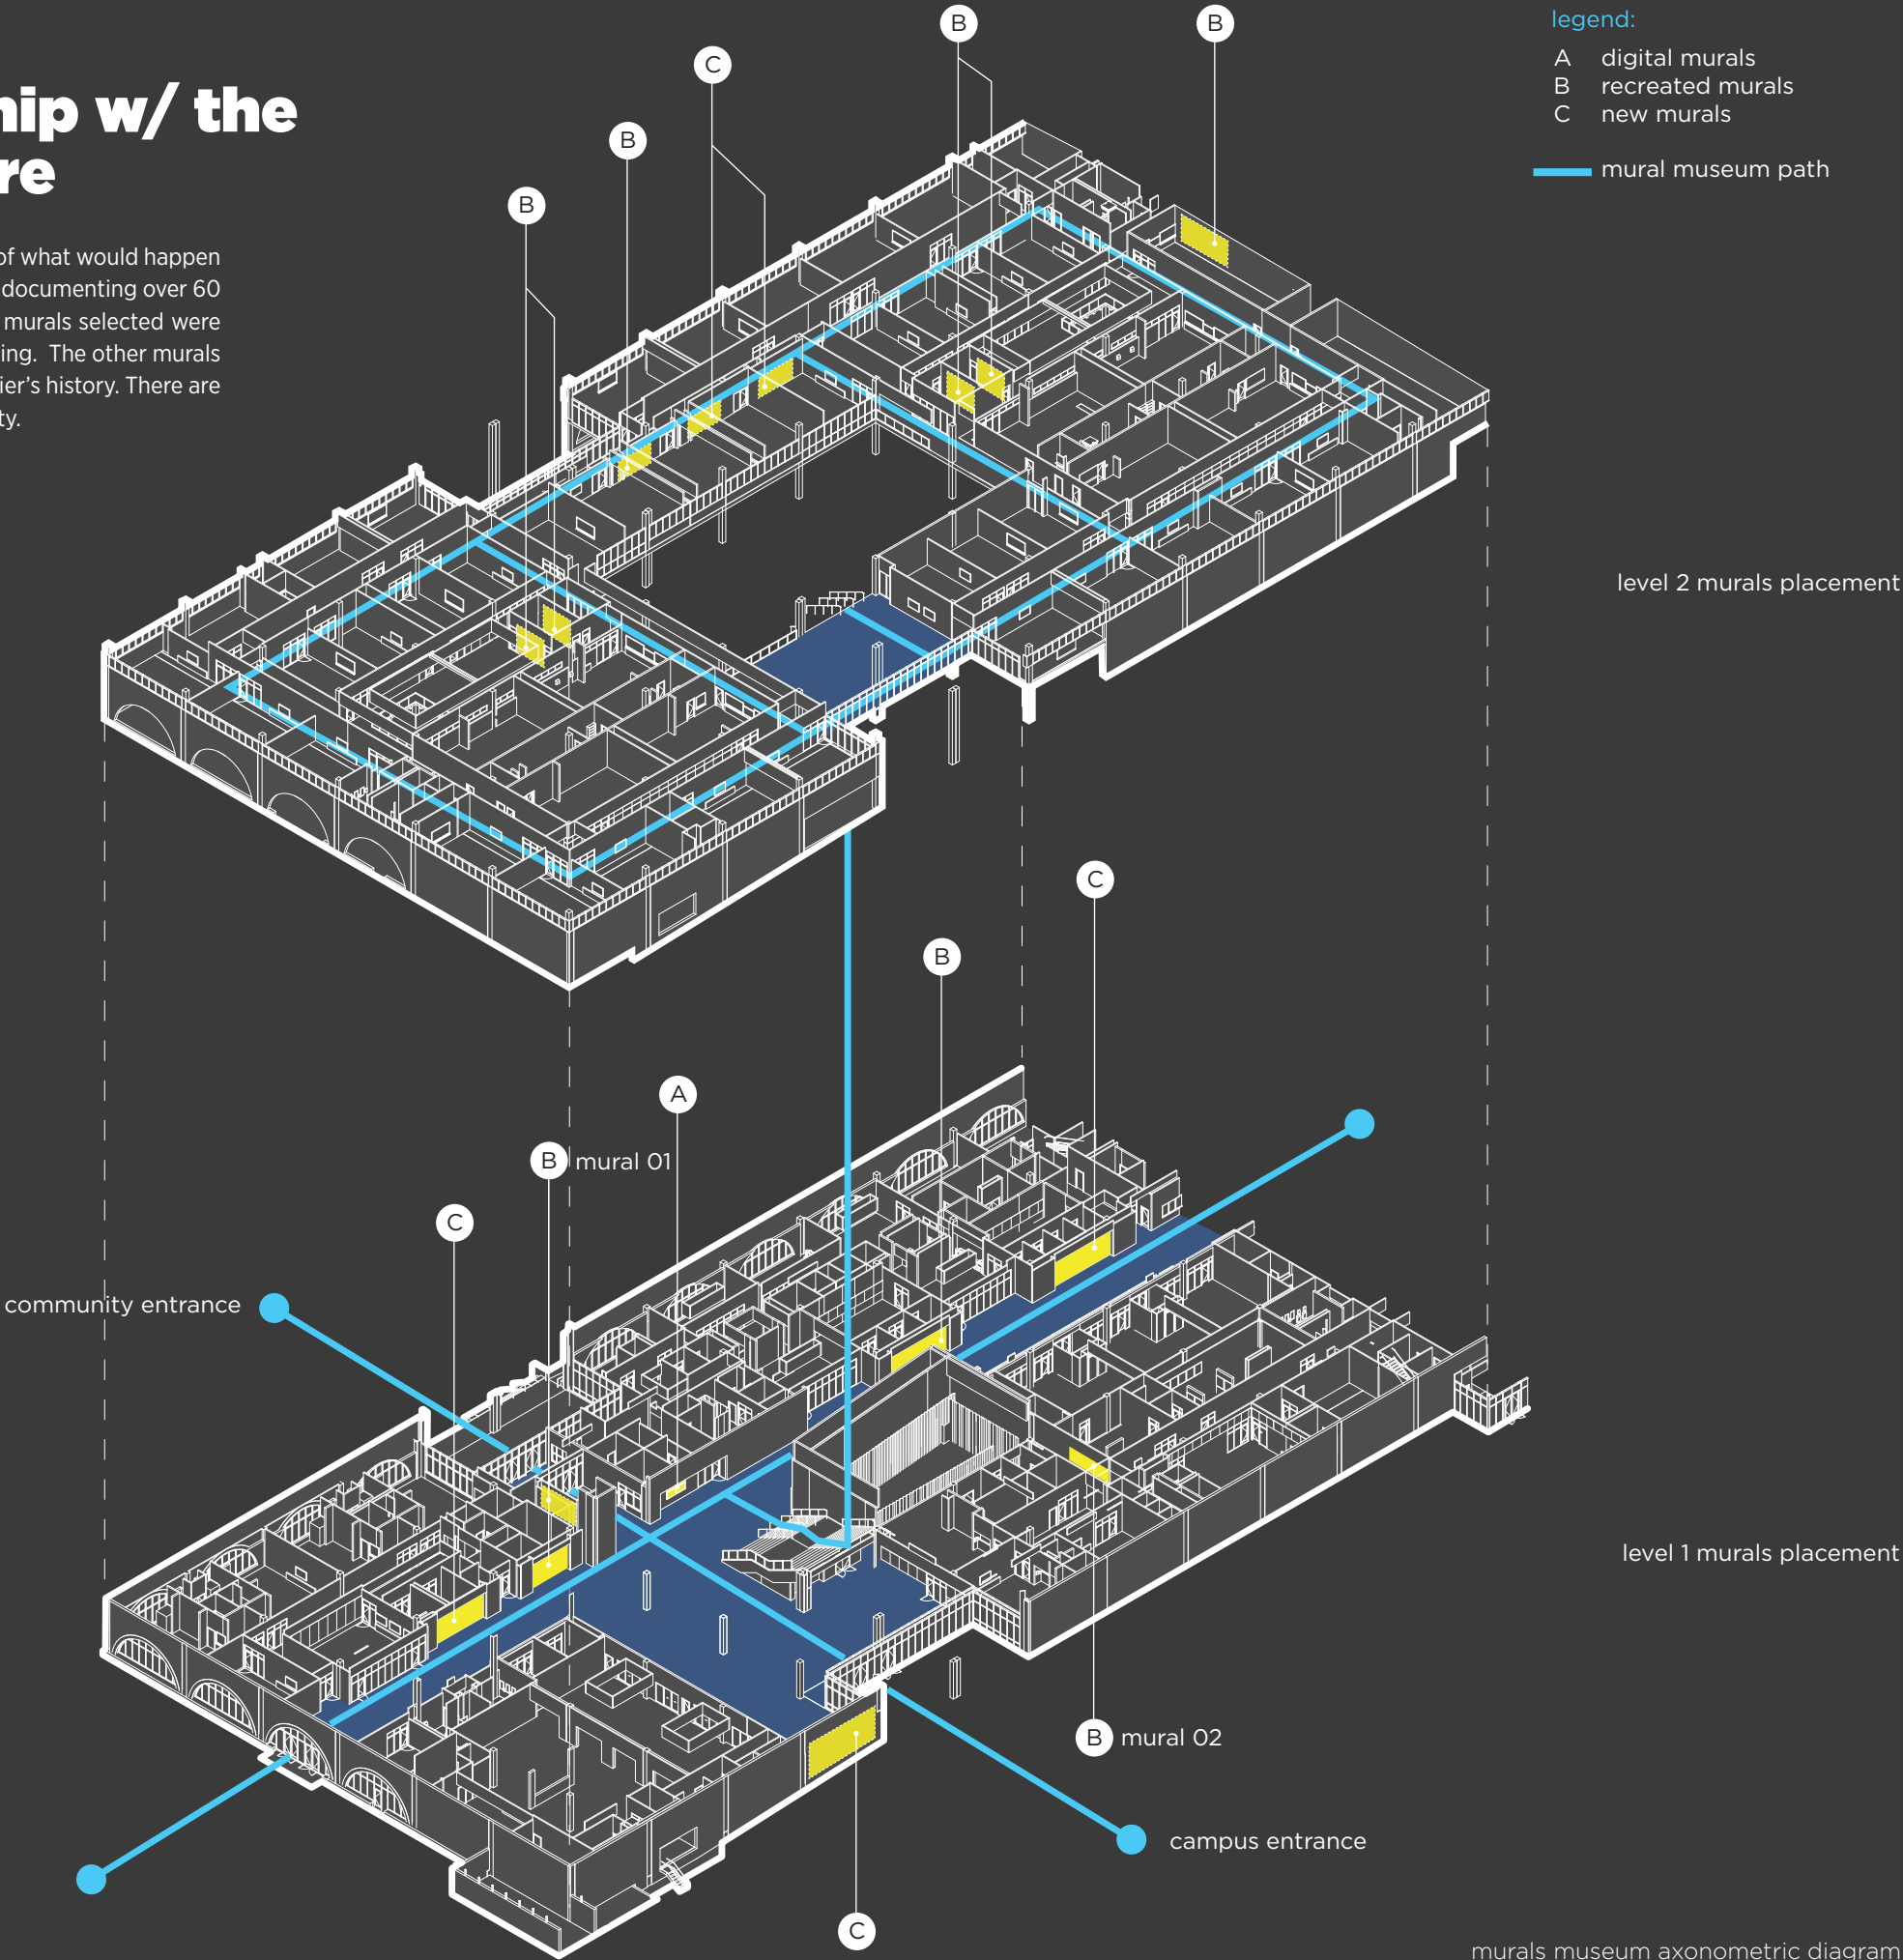 hip w/ the
re
of what would happen
documenting over 60
murals selected were
ing. The other murals
ier's history. There are
ty.
legend:
A digital murals
B recreated murals
C new murals
mural museum path
B
B
C
B
B
level 2 murals placement
C
B
A
B mural 01
C
community entrance
level 1 murals placement
B mural 02
campus entrance
C
murals museum axonometric diagram